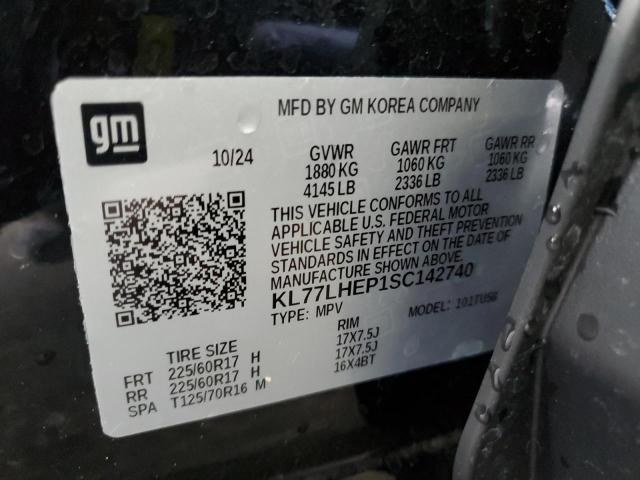 gm
MFD BY GM KOREA COMPANY
10/24 GVWR GAWR FRT GAWR RR
1880 KG 1060 KG 1060 KG
4145 LB 2336 LB 2336 LB
THIS VEHICLE CONFORMS TO ALL
APPLICABLE U.S. FEDERAL MOTOR
VEHICLE SAFETY AND THEFT PREVENTION
STANDARDS IN EFFECT ON THE DATE OF
MANUFACTURE SHOWN ABOVE.
KL77LHEP1SC142740
TYPE: MPV MODEL: 101TU56
TIRE SIZE RIM
FRT 225/60R17 H 17X7.5J
RR 225/60R17 H 17X7.5J
SPA T125/70R16 M 16X4BT